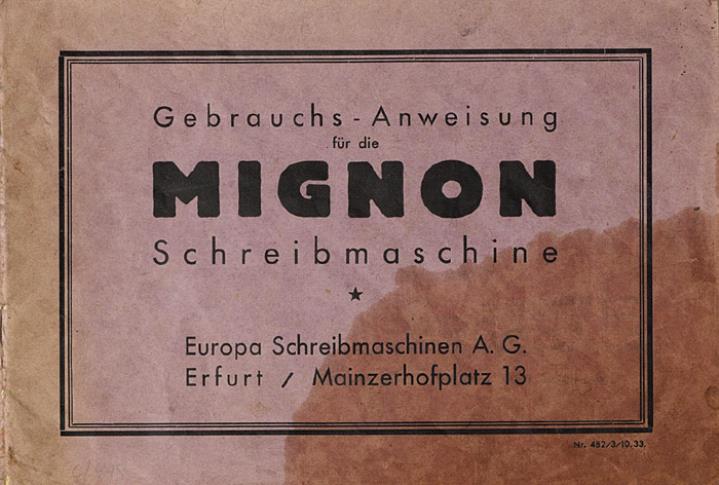 Gebrauchs-Anweisung
für die
MIGNON
Schreibmaschine
Europa Schreibmaschinen A. G.
Erfurt / Mainzerhofplatz 13
Nr. 482/3/10.33.